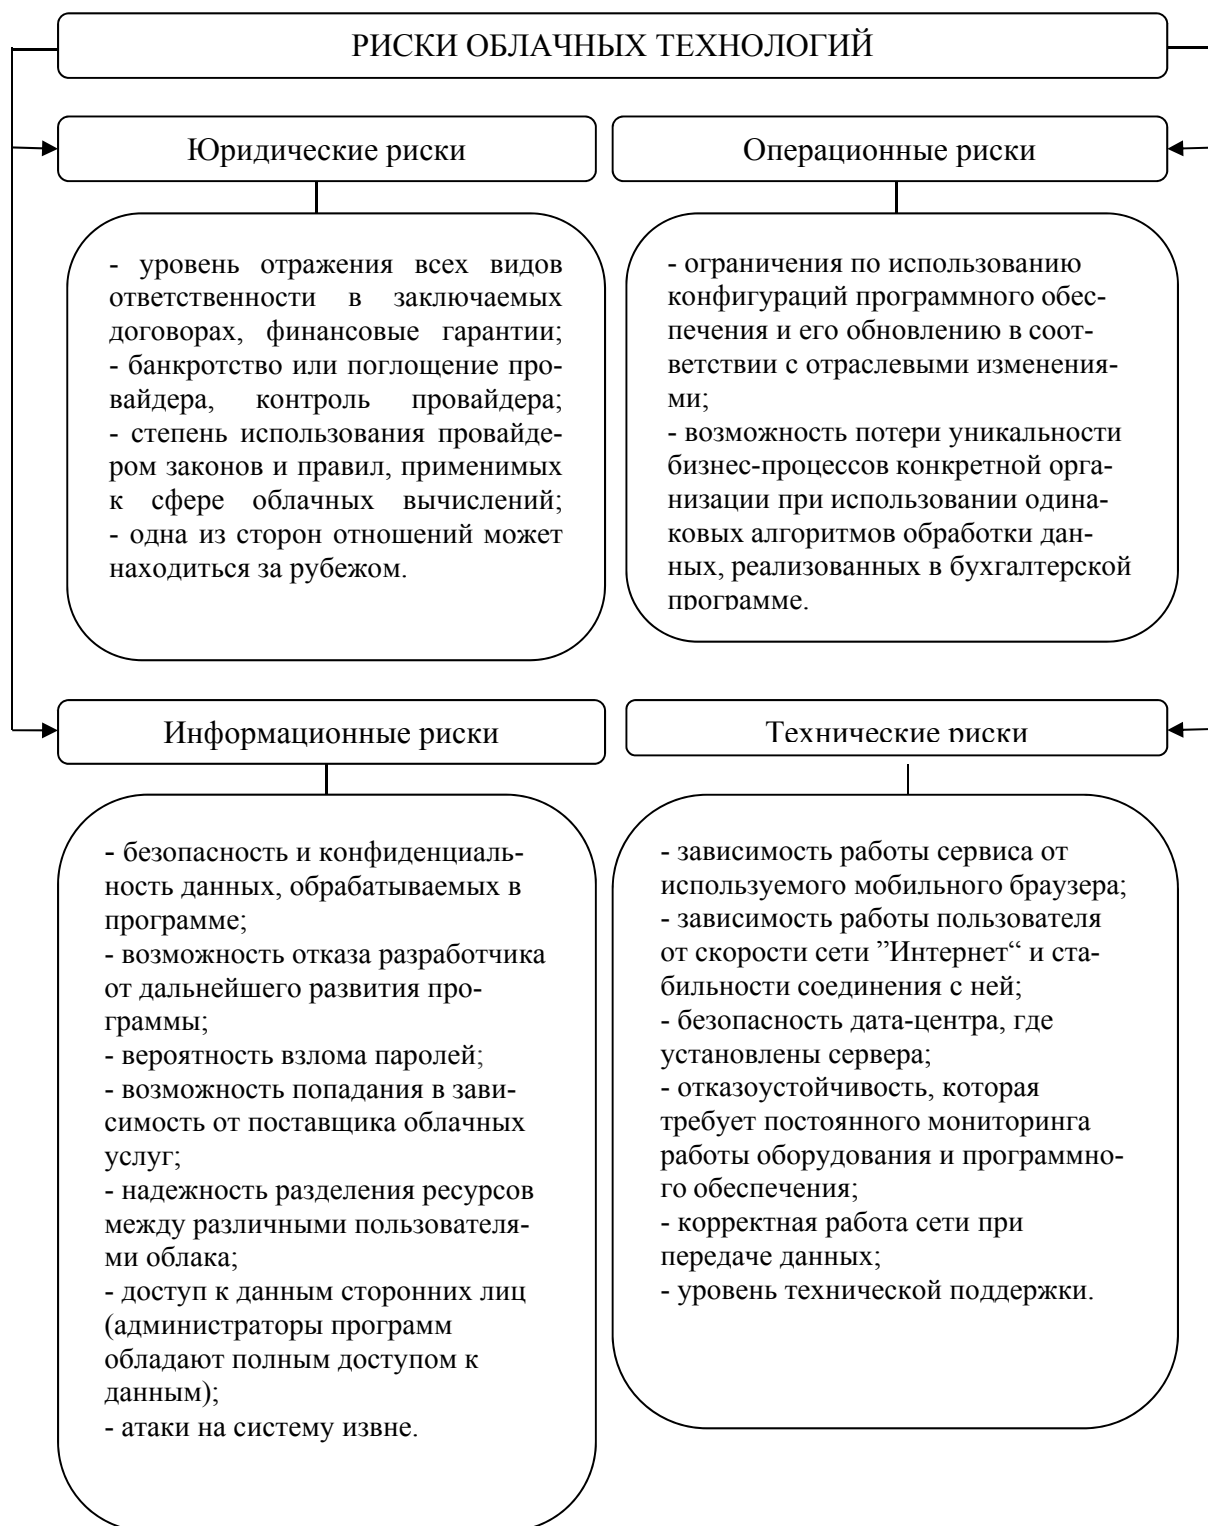 РИСКИ ОБЛАЧНЫХ ТЕХНОЛОГИЙ
Юридические риски
- уровень отражения всех видов
ответственности в заключаемых
договорах, финансовые гарантии;
- банкротство или поглощение про-
вайдера, контроль провайдера;
- степень использования провайде-
ром законов и правил, применимых
к сфере облачных вычислений;
- одна из сторон отношений может
находиться за рубежом.
Операционные риски
- ограничения по использованию
конфигураций программного обес-
печения и его обновлению в соот-
ветствии с отраслевыми изменения-
ми;
- возможность потери уникальности
бизнес-процессов конкретной орга-
низации при использовании одина-
ковых алгоритмов обработки дан-
ных, реализованных в бухгалтерской
программе.
Информационные риски
- безопасность и конфиденциаль-
ность данных, обрабатываемых в
программе;
- возможность отказа разработчика
от дальнейшего развития про-
граммы;
- вероятность взлома паролей;
- возможность попадания в зави-
симость от поставщика облачных
услуг;
- надежность разделения ресурсов
между различными пользователя-
ми облака;
- доступ к данным сторонних лиц
(администраторы программ
обладают полным доступом к
данным);
- атаки на систему извне.
Технические риски
- зависимость работы сервиса от
используемого мобильного браузера;
- зависимость работы пользователя
от скорости сети ”Интернет“ и ста-
бильности соединения с ней;
- безопасность дата-центра, где
установлены сервера;
- отказоустойчивость, которая
требует постоянного мониторинга
работы оборудования и программно-
го обеспечения;
- корректная работа сети при
передаче данных;
- уровень технической поддержки.